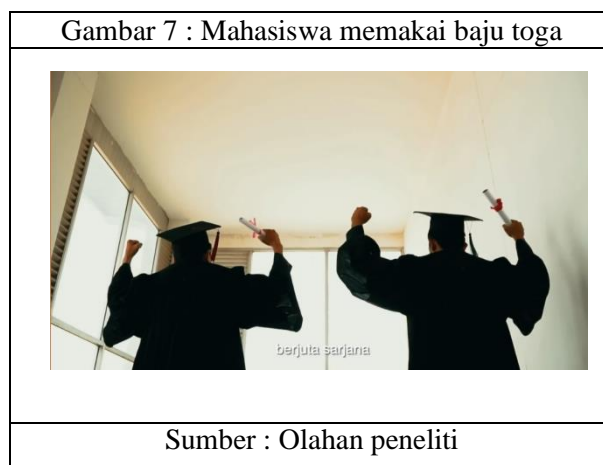 Gambar 7 : Mahasiswa memakai baju toga
berjuta sarjana
Sumber : Olahan peneliti